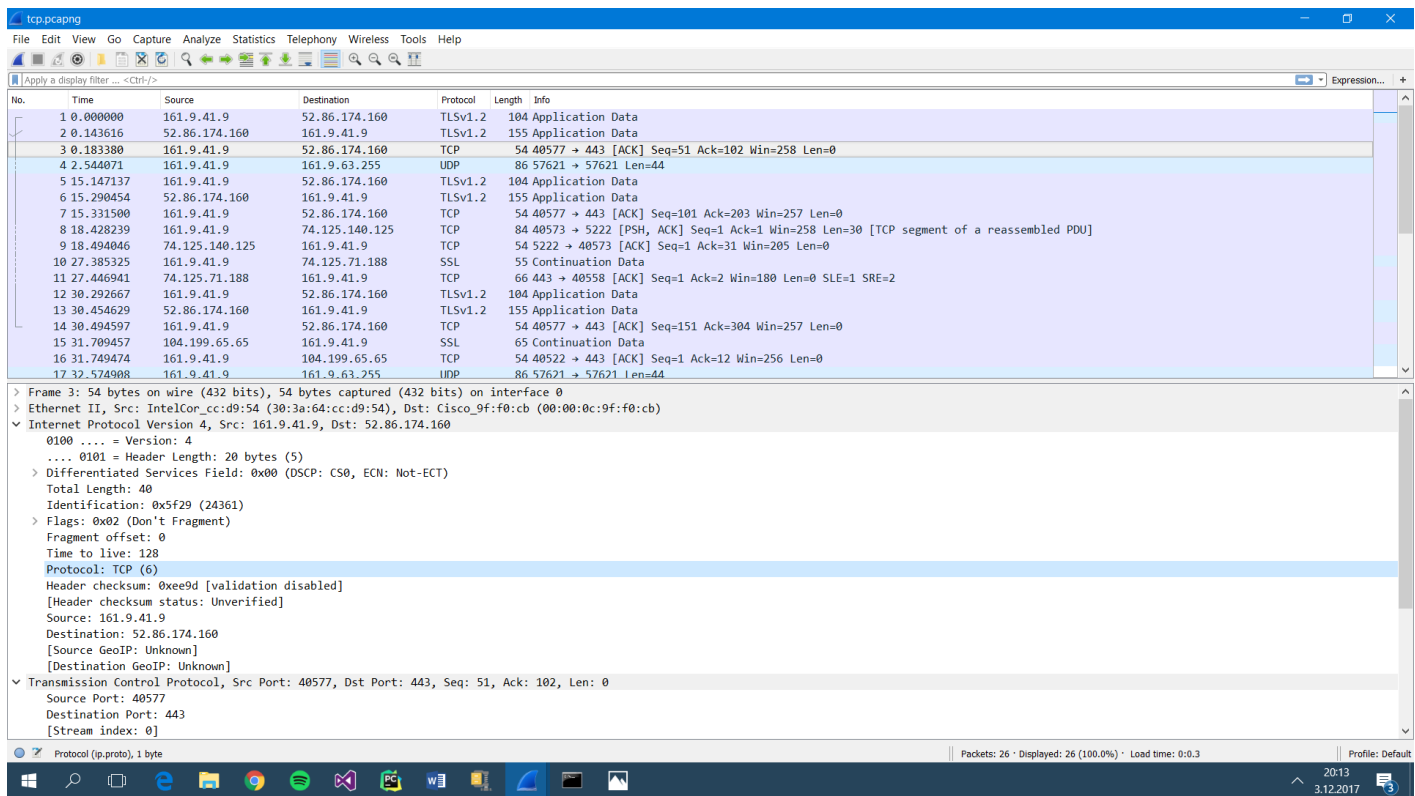 tcp.pcapng
File Edit View Go Capture Analyze Statistics Telephony Wireless Tools Help
Apply a display filter ... <Ctrl-/> Expression... +
No. Time Source Destination Protocol Length Info
1 0.000000 161.9.41.9 52.86.174.160 TLSv1.2 104 Application Data
2 0.143616 52.86.174.160 161.9.41.9 TLSv1.2 155 Application Data
3 0.183380 161.9.41.9 52.86.174.160 TCP 54 40577 → 443 [ACK] Seq=51 Ack=102 Win=258 Len=0
4 2.544071 161.9.41.9 161.9.63.255 UDP 86 57621 → 57621 Len=44
5 15.147137 161.9.41.9 52.86.174.160 TLSv1.2 104 Application Data
6 15.290454 52.86.174.160 161.9.41.9 TLSv1.2 155 Application Data
7 15.331500 161.9.41.9 52.86.174.160 TCP 54 40577 → 443 [ACK] Seq=101 Ack=203 Win=257 Len=0
8 18.428239 161.9.41.9 74.125.140.125 TCP 84 40573 → 5222 [PSH, ACK] Seq=1 Ack=1 Win=258 Len=30 [TCP segment of a reassembled PDU]
9 18.494046 74.125.140.125 161.9.41.9 TCP 54 5222 → 40573 [ACK] Seq=1 Ack=31 Win=205 Len=0
10 27.385325 161.9.41.9 74.125.71.188 SSL 55 Continuation Data
11 27.446941 74.125.71.188 161.9.41.9 TCP 66 443 → 40558 [ACK] Seq=1 Ack=2 Win=180 Len=0 SLE=1 SRE=2
12 30.292667 161.9.41.9 52.86.174.160 TLSv1.2 104 Application Data
13 30.454629 52.86.174.160 161.9.41.9 TLSv1.2 155 Application Data
14 30.494597 161.9.41.9 52.86.174.160 TCP 54 40577 → 443 [ACK] Seq=151 Ack=304 Win=257 Len=0
15 31.709457 104.199.65.65 161.9.41.9 SSL 65 Continuation Data
16 31.749474 161.9.41.9 104.199.65.65 TCP 54 40522 → 443 [ACK] Seq=1 Ack=12 Win=256 Len=0
17 32.574908 161.9.41.9 161.9.63.255 UDP 86 57621 → 57621 Len=44
Frame 3: 54 bytes on wire (432 bits), 54 bytes captured (432 bits) on interface 0
Ethernet II, Src: IntelCor_cc:d9:54 (30:3a:64:cc:d9:54), Dst: Cisco_9f:f0:cb (00:00:0c:9f:f0:cb)
Internet Protocol Version 4, Src: 161.9.41.9, Dst: 52.86.174.160
0100 .... = Version: 4
.... 0101 = Header Length: 20 bytes (5)
Differentiated Services Field: 0x00 (DSCP: CS0, ECN: Not-ECT)
Total Length: 40
Identification: 0x5f29 (24361)
Flags: 0x02 (Don't Fragment)
Fragment offset: 0
Time to live: 128
Protocol: TCP (6)
Header checksum: 0xee9d [validation disabled]
[Header checksum status: Unverified]
Source: 161.9.41.9
Destination: 52.86.174.160
[Source GeoIP: Unknown]
[Destination GeoIP: Unknown]
Transmission Control Protocol, Src Port: 40577, Dst Port: 443, Seq: 51, Ack: 102, Len: 0
Source Port: 40577
Destination Port: 443
[Stream index: 0]
Protocol (ip.proto), 1 byte Packets: 26 · Displayed: 26 (100.0%) · Load time: 0:0.3 Profile: Default
20:13
3.12.2017 3